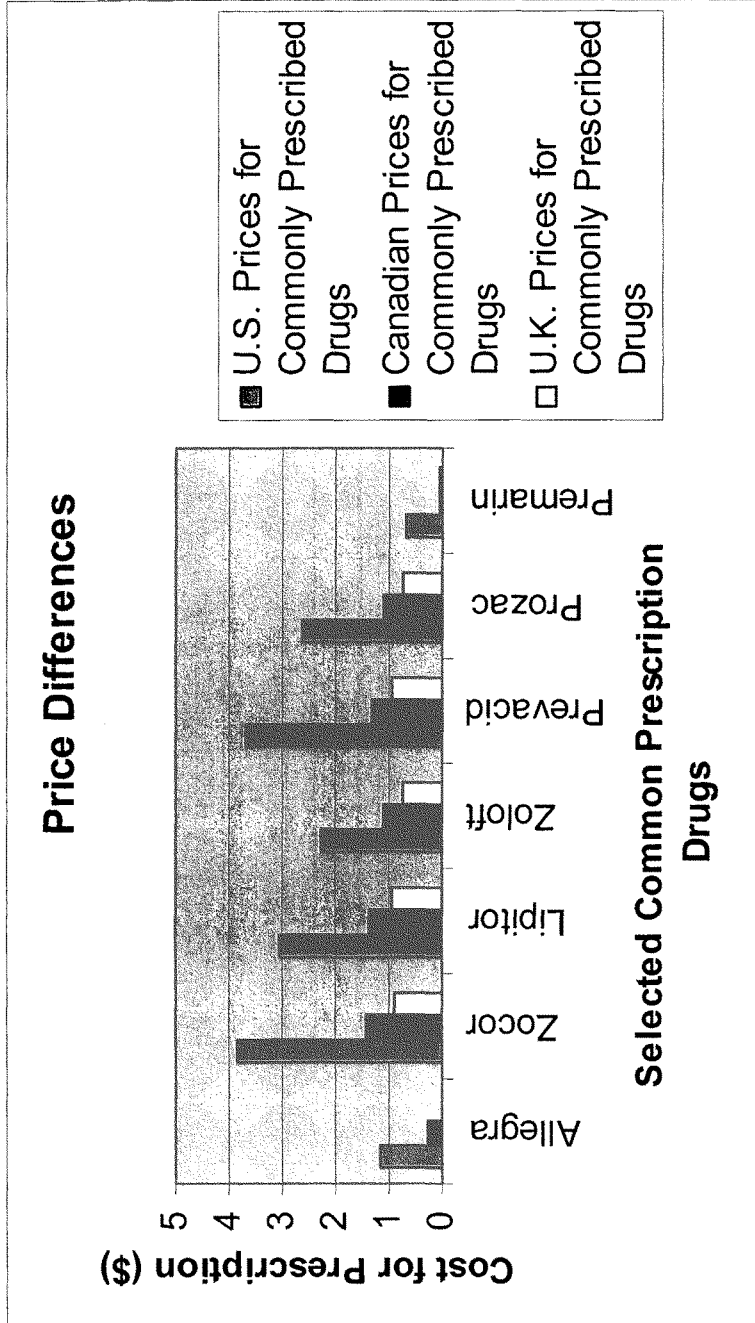 Price Differences
Cost for Prescription ($)
5
4
3
2
1
0
Allegra
Zocor
Lipitor
Zoloft
Prevacid
Prozac
Premarin
Selected Common Prescription
Drugs
U.S. Prices for
Commonly Prescribed
Drugs
Canadian Prices for
Commonly Prescribed
Drugs
U.K. Prices for
Commonly Prescribed
Drugs